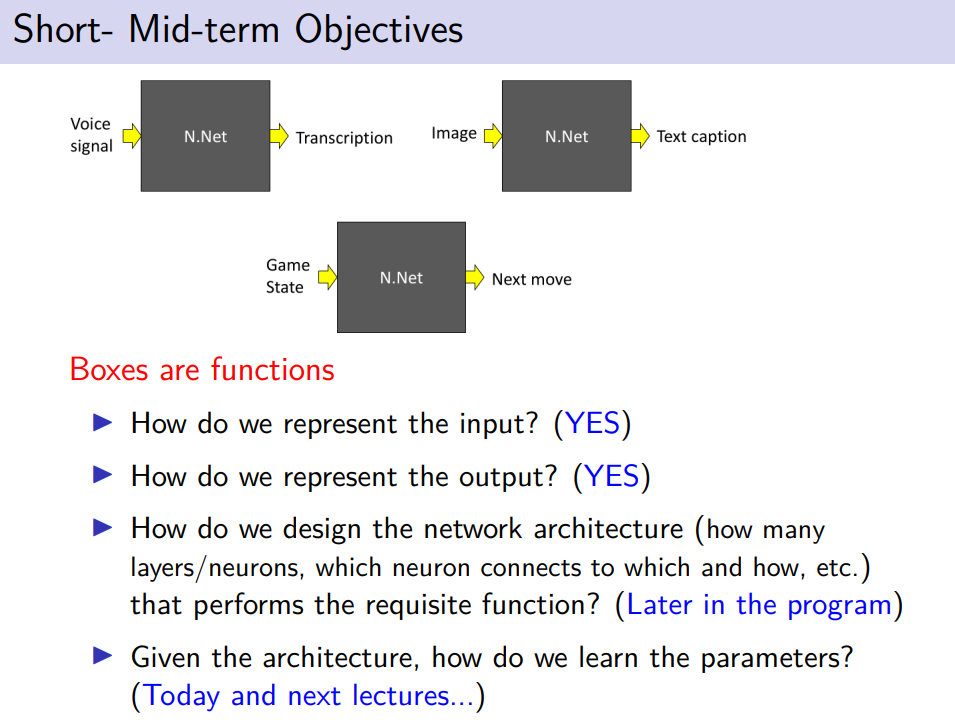 Short- Mid-term Objectives
Voice
signal
N.Net
Transcription
Image
N.Net
Text caption
Game
State
N.Net
Next move
Boxes are functions
How do we represent the input? (YES)
How do we represent the output? (YES)
How do we design the network architecture (how many
layers/neurons, which neuron connects to which and how, etc.)
that performs the requisite function? (Later in the program)
Given the architecture, how do we learn the parameters?
(Today and next lectures...)